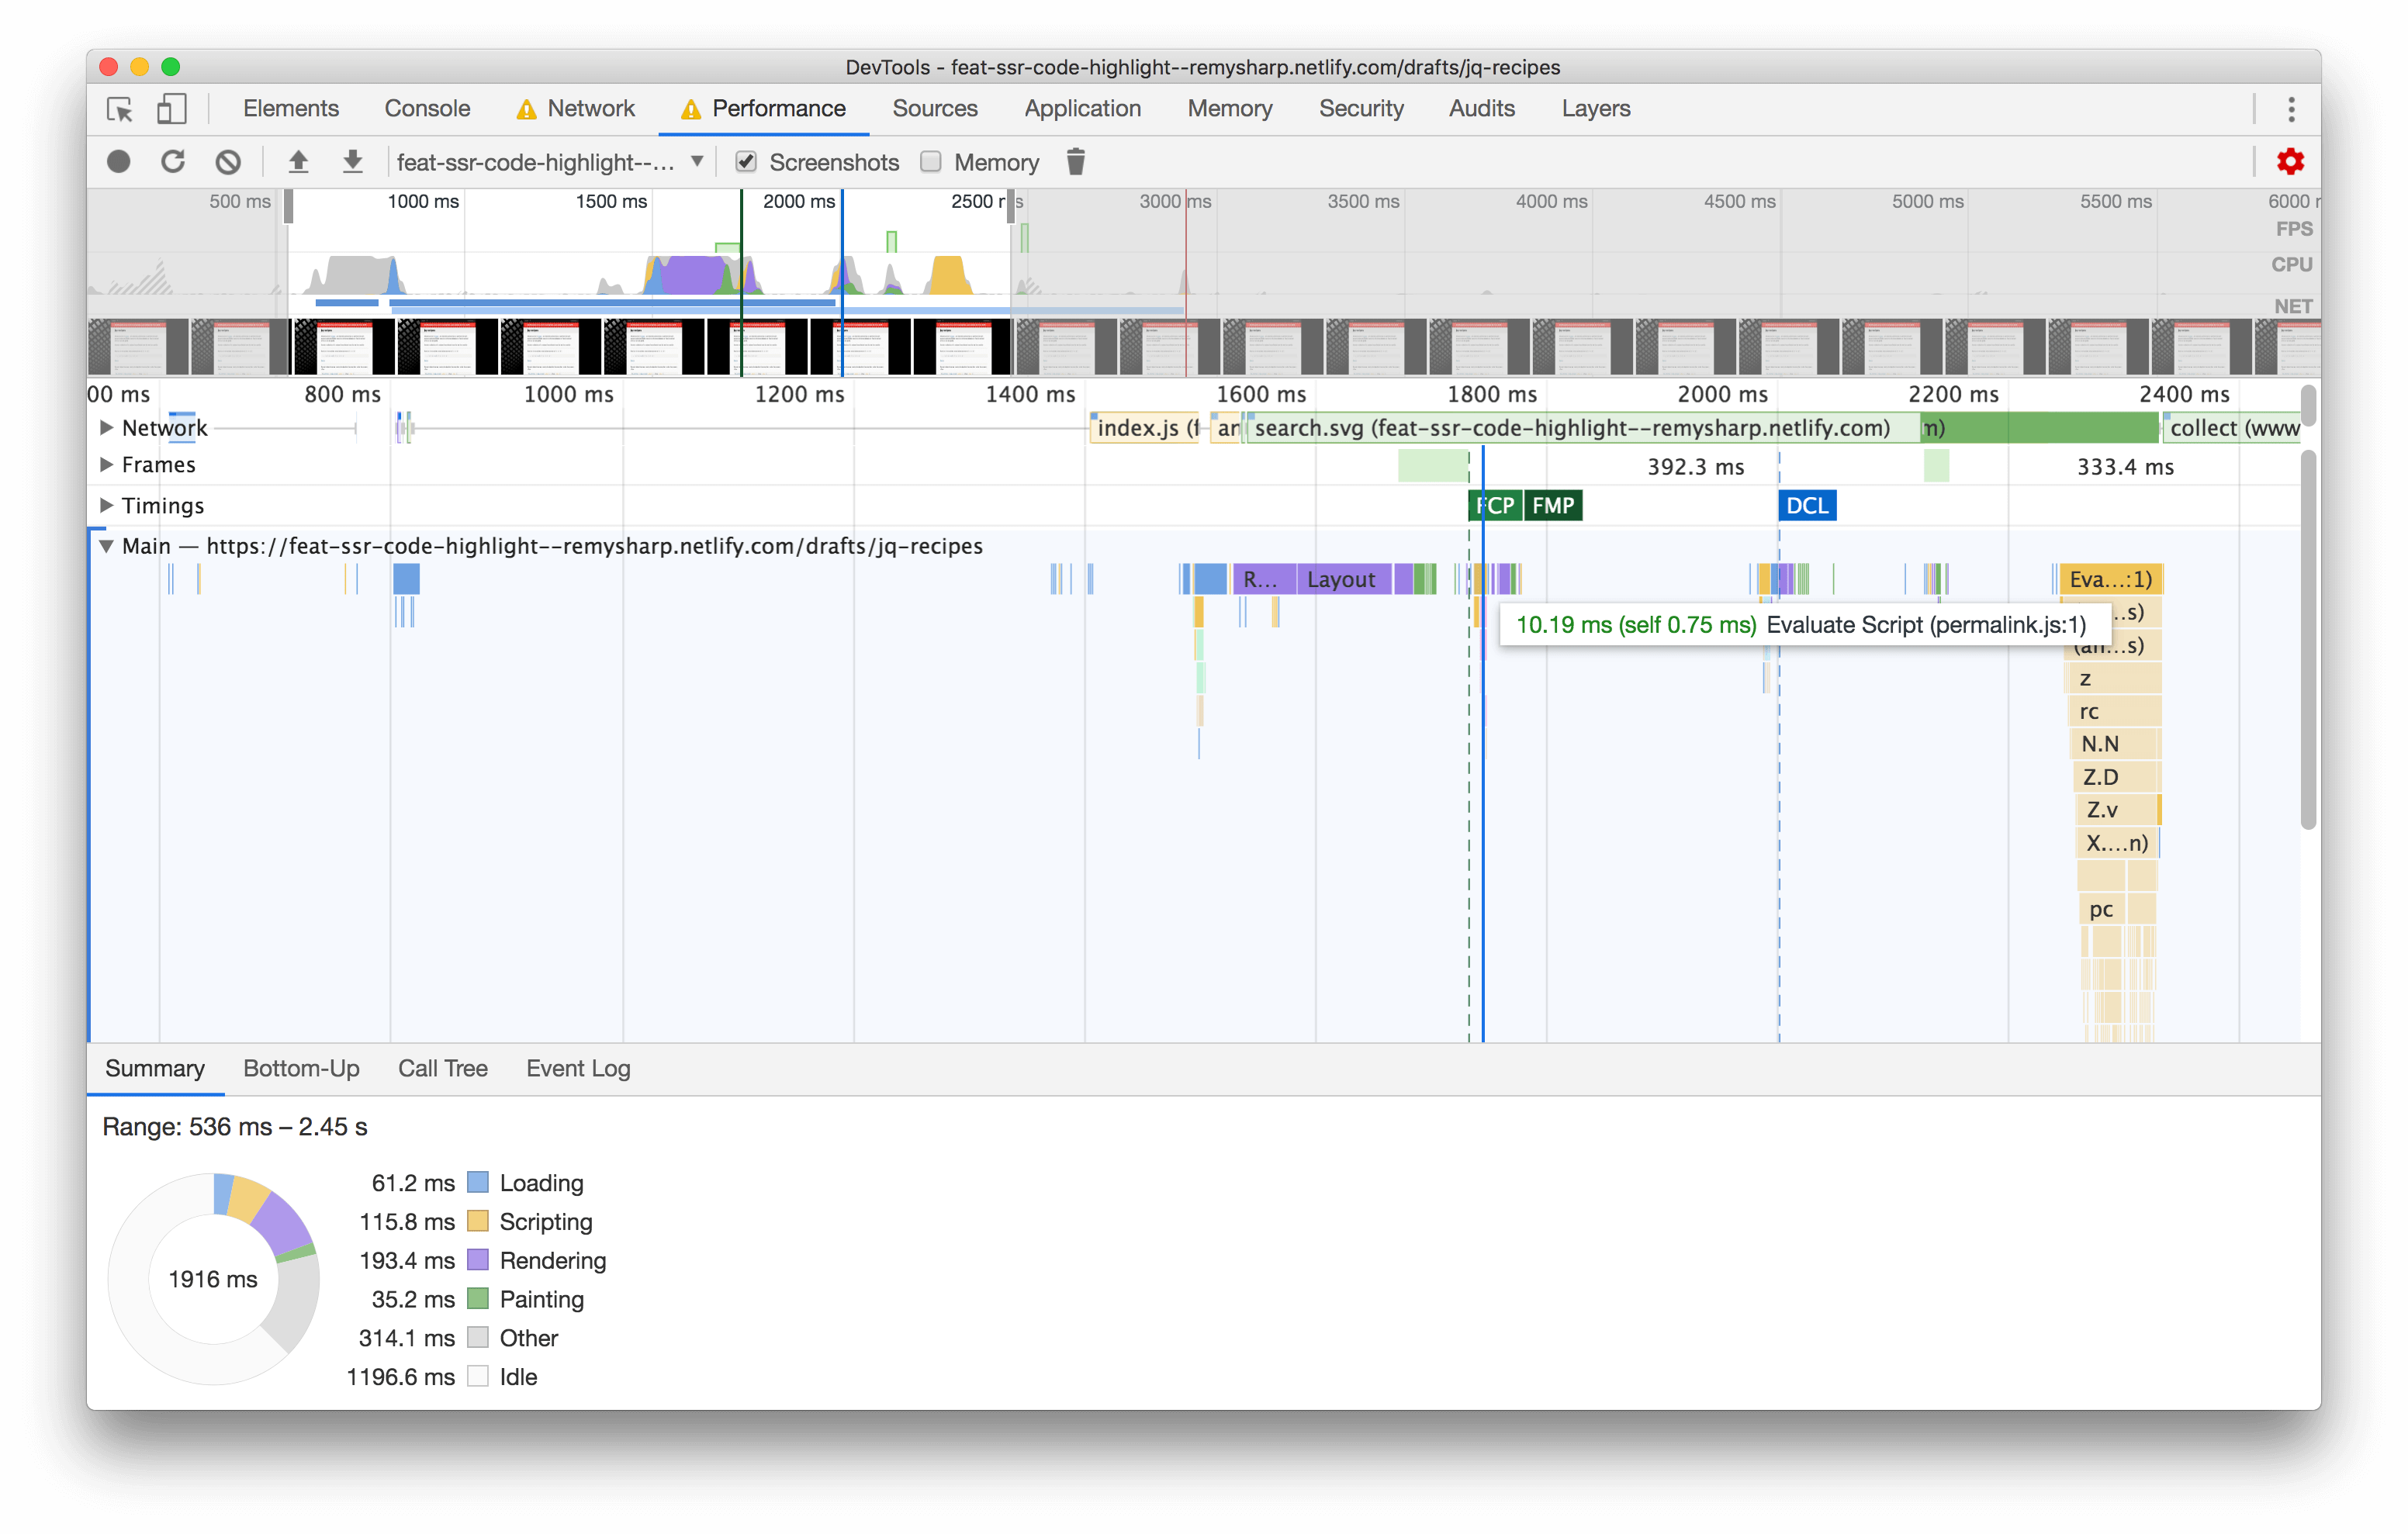 DevTools - feat-ssr-code-highlight--remysharp.netlify.com/drafts/jq-recipes
Elements Console Network Performance Sources Application Memory Security Audits Layers
feat-ssr-code-highlight--... Screenshots Memory
500 ms 1000 ms 1500 ms 2000 ms 2500 3000 ms 3500 ms 4000 ms 4500 ms 5000 ms 5500 ms 6000
FPS
CPU
NET
00 ms 800 ms 1000 ms 1200 ms 1400 ms 1600 ms 1800 ms 2000 ms 2200 ms 2400 ms
Network index.js (f an search.svg (feat-ssr-code-highlight--remysharp.netlify.com) m) collect (www
Frames 392.3 ms 333.4 ms
Timings FCP FMP DCL
Main — https://feat-ssr-code-highlight--remysharp.netlify.com/drafts/jq-recipes
R... Layout Eva...:1)
10.19 ms (self 0.75 ms) Evaluate Script (permalink.js:1) ...s)
(an...s)
z
rc
N.N
Z.D
Z.v
X....n)
pc
Summary Bottom-Up Call Tree Event Log
Range: 536 ms – 2.45 s
1916 ms
61.2 ms Loading
115.8 ms Scripting
193.4 ms Rendering
35.2 ms Painting
314.1 ms Other
1196.6 ms Idle